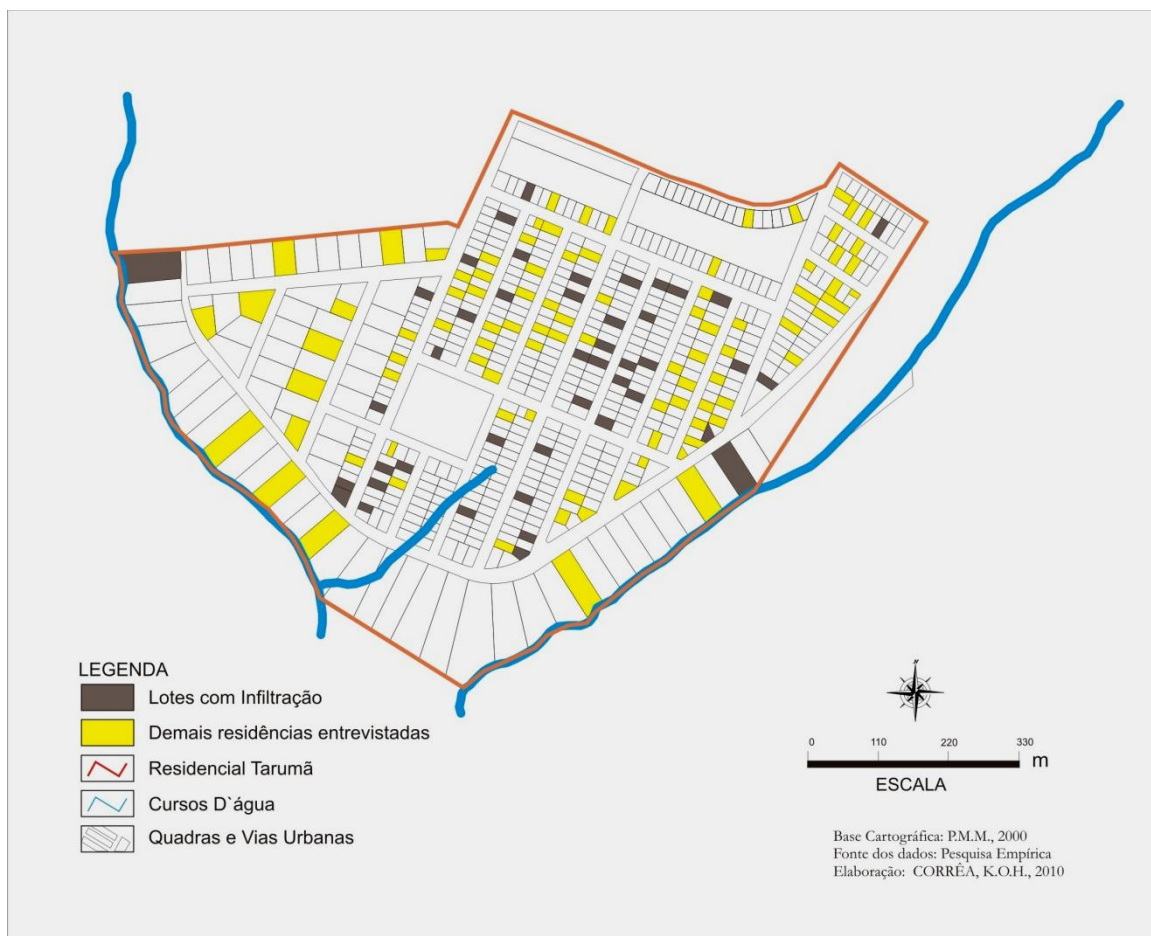 N
LEGENDA
Lotes com Infiltração
Demais residências entrevistadas
Residencial Tarumã
Cursos D`água
Quadras e Vias Urbanas
0 110 220 330
m
ESCALA
Base Cartográfica: P.M.M., 2000
Fonte dos dados: Pesquisa Empírica
Elaboração: CORRÊA, K.O.H., 2010